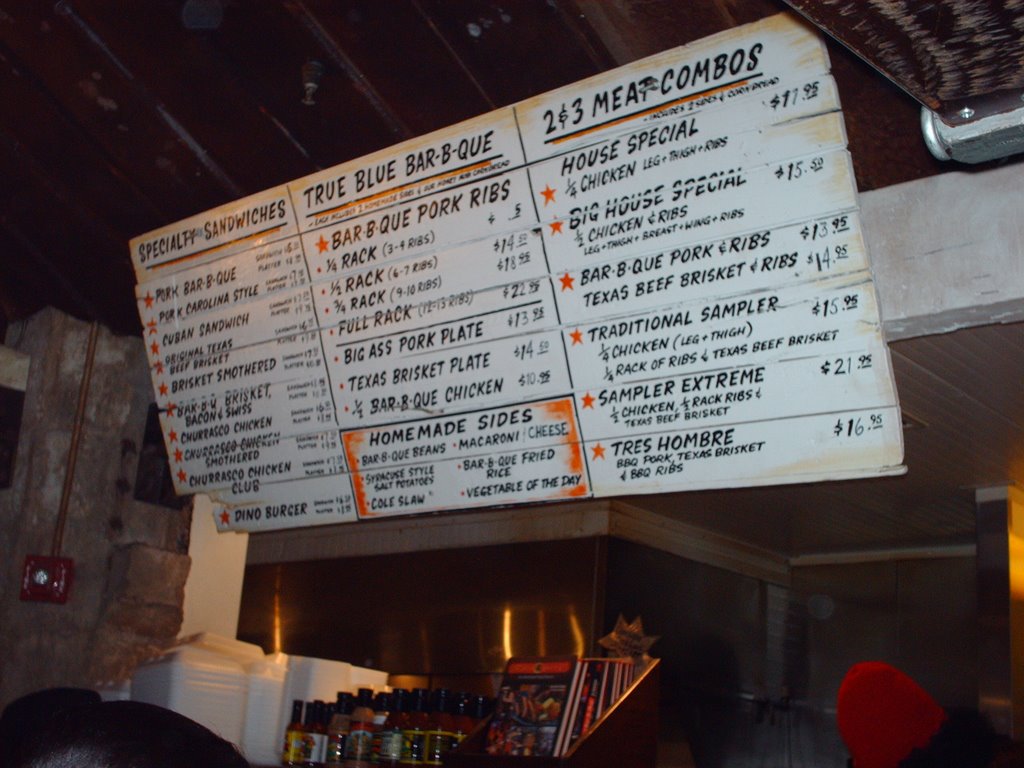 SPECIALTY SANDWICHES
PORK BAR-B-QUE
PORK CAROLINA STYLE
CUBAN SANDWICH
ORIGINAL TEXAS
BEEF BRISKET
BRISKET SMOTHERED
BAR-B-Q BRISKET,
BACON & SWISS
CHURRASCO CHICKEN
CHURRASCO CHICKEN
SMOTHERED
CHURRASCO CHICKEN
CLUB
DINO BURGER
TRUE BLUE BAR-B-QUE
BAR-B-QUE PORK RIBS
1/4 RACK (3-4 RIBS)
1/2 RACK (6-7 RIBS) $14.50
3/4 RACK (9-10 RIBS) $18.95
FULL RACK (12-13 RIBS) $22.95
BIG ASS PORK PLATE $13.95
TEXAS BRISKET PLATE $14.50
1/2 BAR-B-QUE CHICKEN $10.95
HOMEMADE SIDES
BAR-B-QUE BEANS • MACARONI / CHEESE
SYRACUSE STYLE
SALT POTATOES
BAR-B-QUE FRIED
RICE
COLE SLAW • VEGETABLE OF THE DAY
2 & 3 MEAT COMBOS
- INCLUDES 2 SIDES & CORNBREAD
HOUSE SPECIAL $17.95
1/4 CHICKEN LEG + THIGH + RIBS
BIG HOUSE SPECIAL $15.50
1/2 CHICKEN & RIBS
LEG + THIGH + BREAST + WING + RIBS
BAR-B-QUE PORK & RIBS $13.95
TEXAS BEEF BRISKET & RIBS $14.95
TRADITIONAL SAMPLER $15.95
1/4 CHICKEN (LEG + THIGH)
1/4 RACK OF RIBS & TEXAS BEEF BRISKET
SAMPLER EXTREME $21.95
1/2 CHICKEN, 1/2 RACK RIBS &
TEXAS BEEF BRISKET
TRES HOMBRE $16.95
BBQ PORK, TEXAS BRISKET
& BBQ RIBS